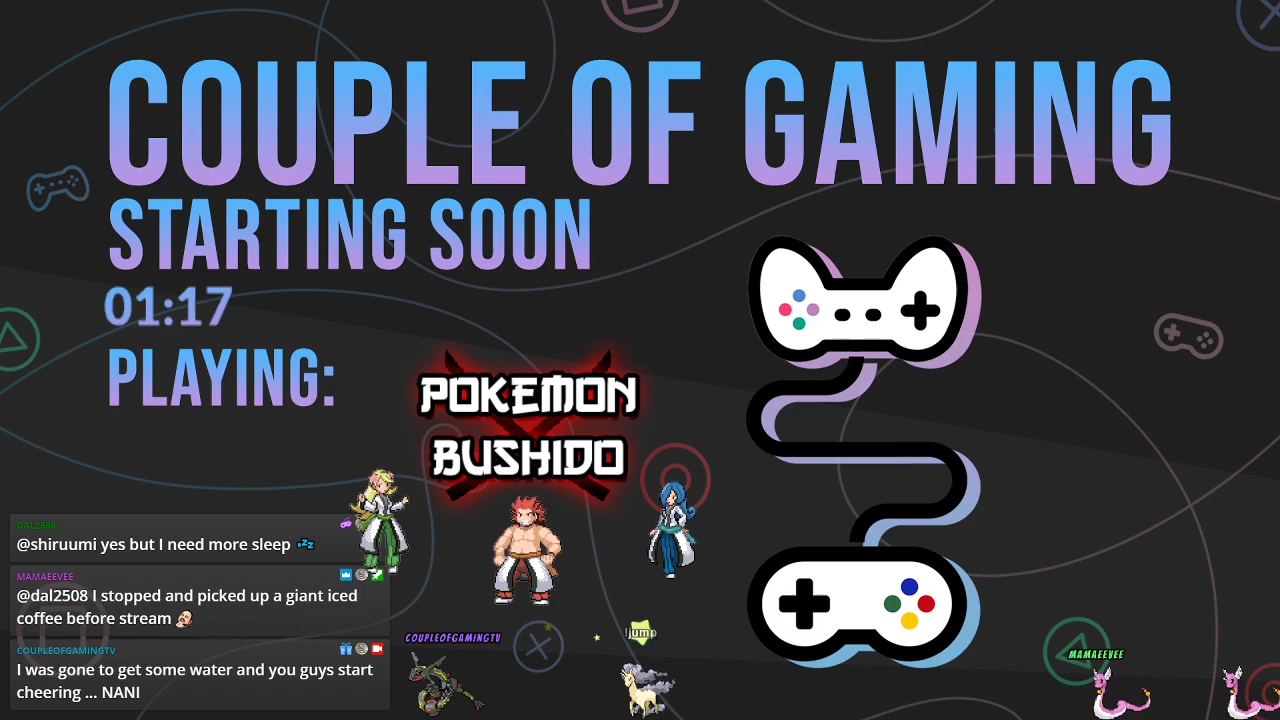 COUPLE OF GAMING
STARTING SOON
01:17
PLAYING:
POKEMON
BUSHIDO
DAL2508
@shiruumi yes but I need more sleep
MAMAEEVEE
@dal2508 I stopped and picked up a giant iced
coffee before stream
COUPLEOFGAMINGTV
I was gone to get some water and you guys start
cheering ... NANI
COUPLEOFGAMINGTV
!jump
MAMAEEVEE